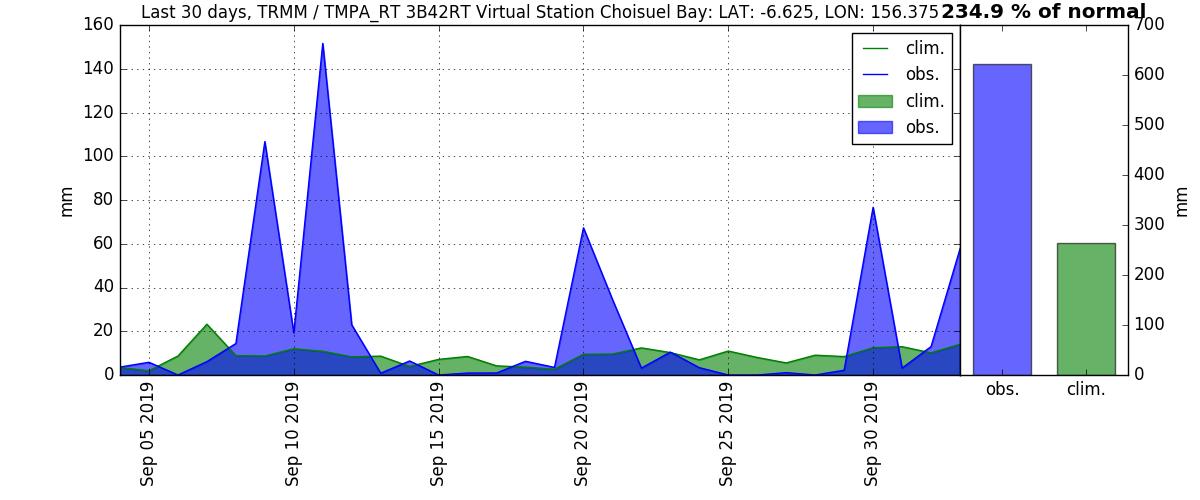 Last 30 days, TRMM / TMPA_RT 3B42RT Virtual Station Choisuel Bay: LAT: -6.625, LON: 156.375
234.9 % of normal
160
140
120
100
80
60
40
20
0
mm
clim.
obs.
clim.
obs.
Sep 05 2019
Sep 10 2019
Sep 15 2019
Sep 20 2019
Sep 25 2019
Sep 30 2019
700
600
500
400
300
200
100
0
mm
obs.
clim.